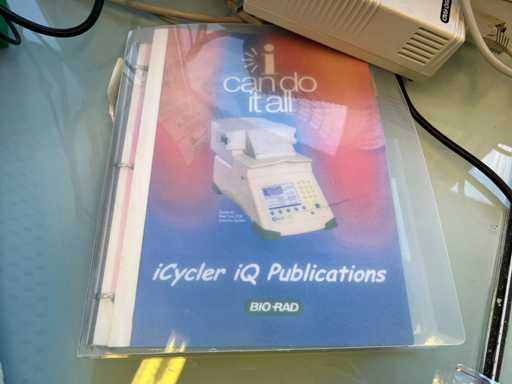 i
can do
it all
iCycler iQ Publications
BIO-RAD